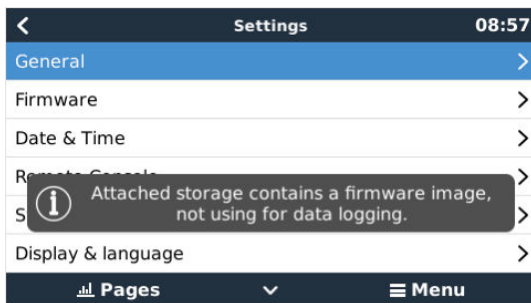 Settings
08:57
General
Firmware
Date & Time
Attached storage contains a firmware image,
not using for data logging.
Display & language
Pages
Menu